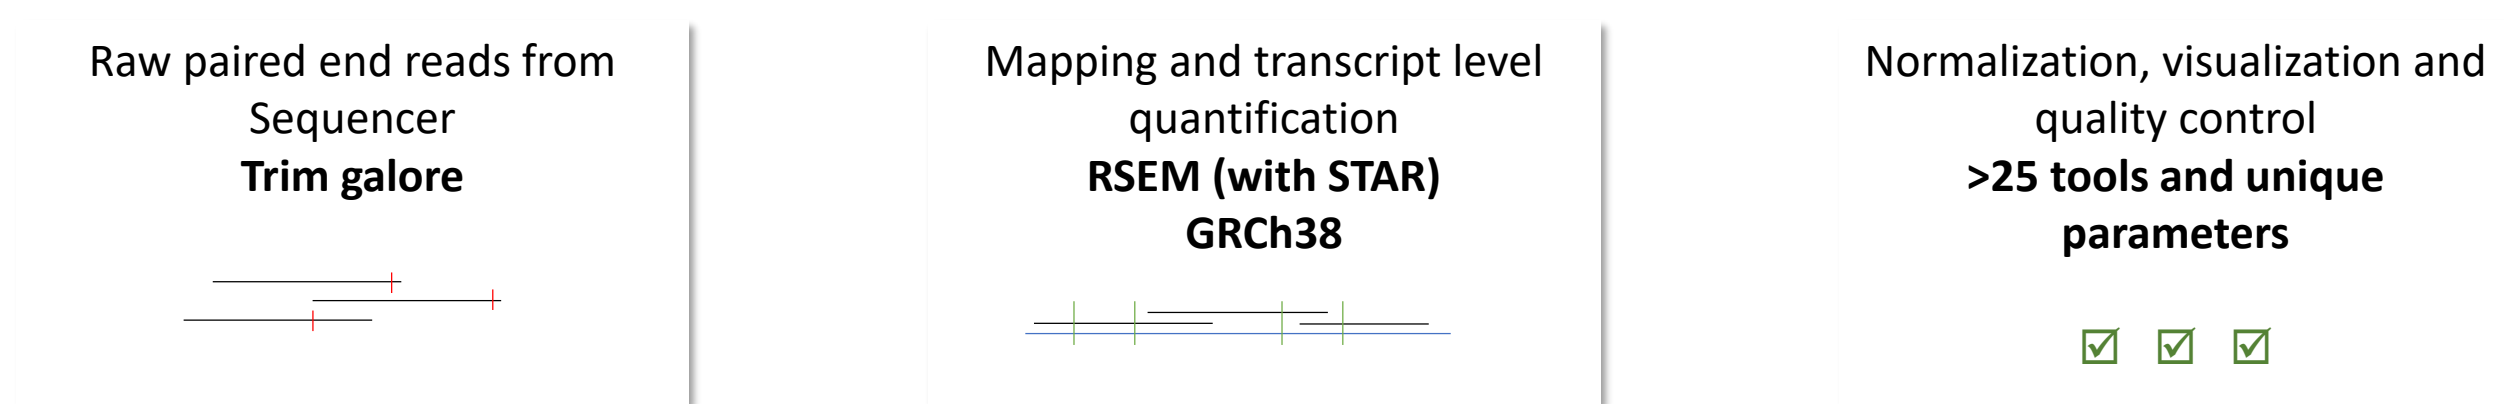 Raw paired end reads from
Sequencer
Trim galore
Mapping and transcript level
quantification
RSEM (with STAR)
GRCh38
Normalization, visualization and
quality control
>25 tools and unique
parameters